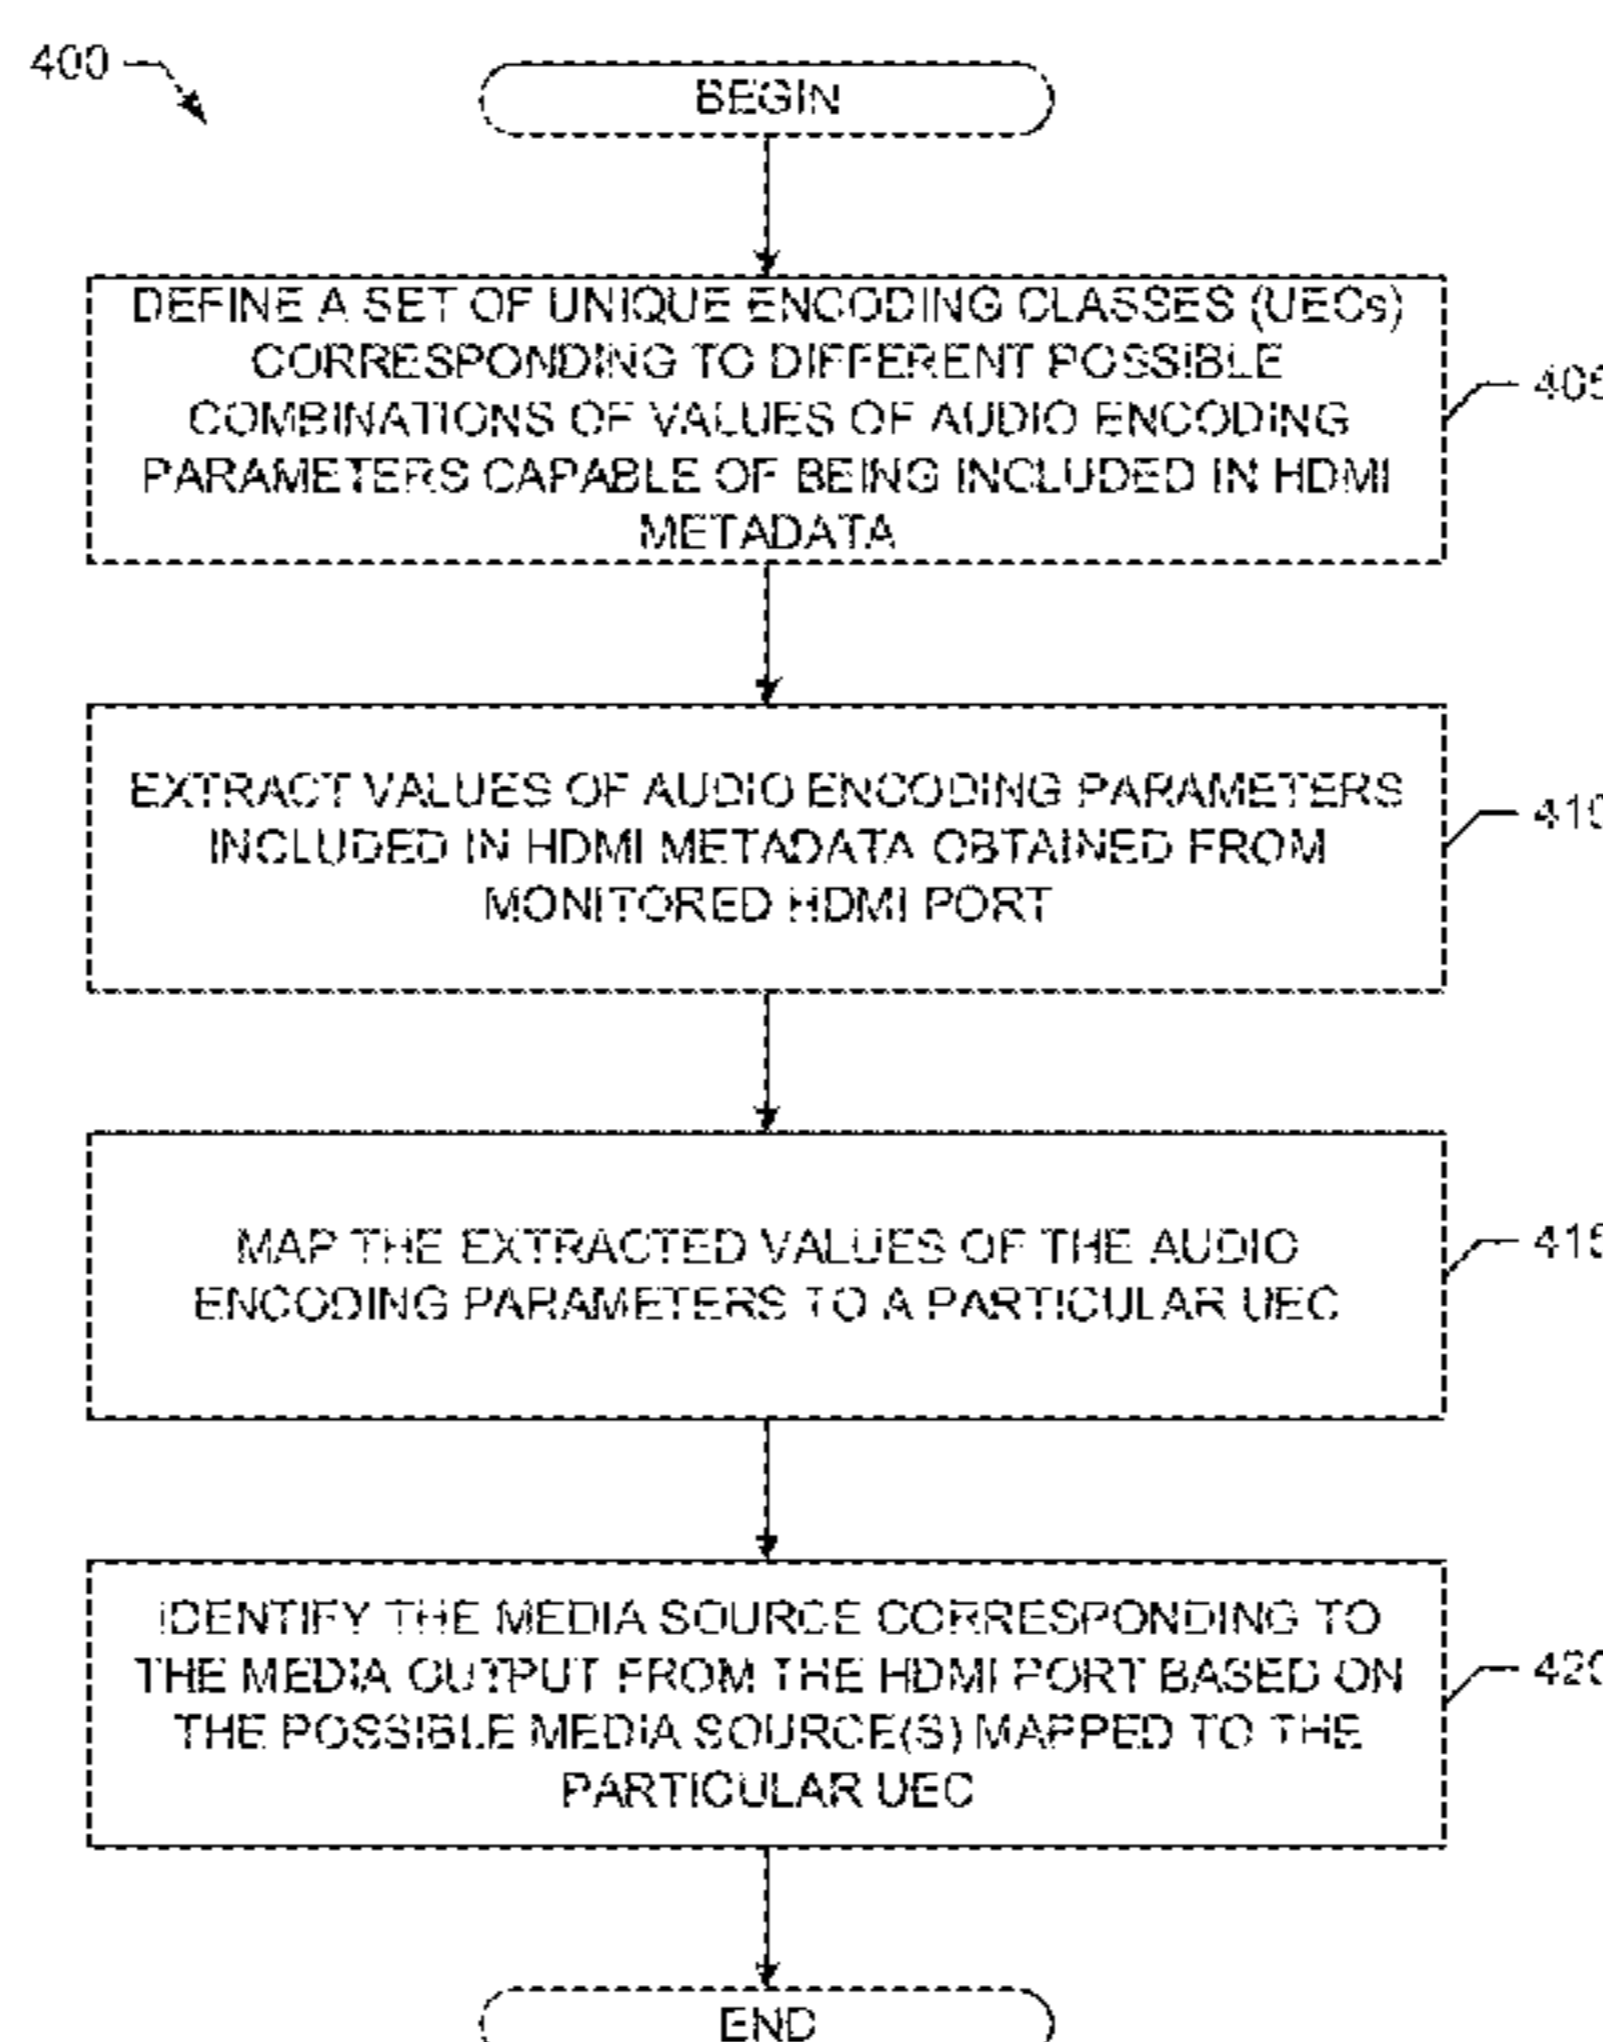 400
BEGIN
DEFINE A SET OF UNIQUE ENCODING CLASSES (UECs)
CORRESPONDING TO DIFFERENT POSSIBLE
COMBINATIONS OF VALUES OF AUDIO ENCODING
PARAMETERS CAPABLE OF BEING INCLUDED IN HDMI
METADATA
405
EXTRACT VALUES OF AUDIO ENCODING PARAMETERS
INCLUDED IN HDMI METADATA OBTAINED FROM
MONITORED HDMI PORT
410
MAP THE EXTRACTED VALUES OF THE AUDIO
ENCODING PARAMETERS TO A PARTICULAR UEC
415
IDENTIFY THE MEDIA SOURCE CORRESPONDING TO
THE MEDIA OUTPUT FROM THE HDMI PORT BASED ON
THE POSSIBLE MEDIA SOURCE(S) MAPPED TO THE
PARTICULAR UEC
420
END